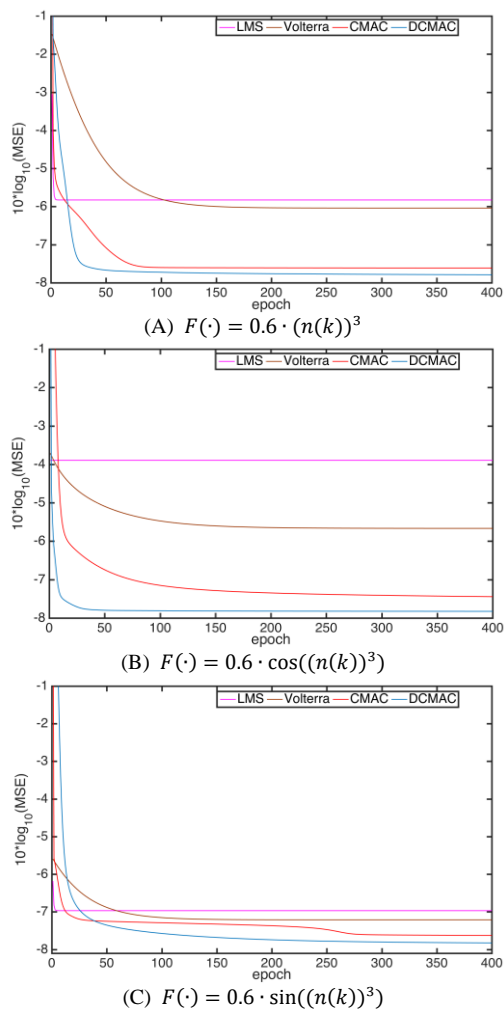 LMS Volterra CMAC DCMAC
-1
-2
-3
-4
-5
-6
-7
-8
10*log10(MSE)
0 50 100 150 200 250 300 350 400
epoch
(A) F(·) = 0.6 · (n(k))³
LMS Volterra CMAC DCMAC
-1
-2
-3
-4
-5
-6
-7
-8
10*log10(MSE)
0 50 100 150 200 250 300 350 400
epoch
(B) F(·) = 0.6 · cos((n(k))³)
LMS Volterra CMAC DCMAC
-1
-2
-3
-4
-5
-6
-7
-8
10*log10(MSE)
0 50 100 150 200 250 300 350 400
epoch
(C) F(·) = 0.6 · sin((n(k))³)